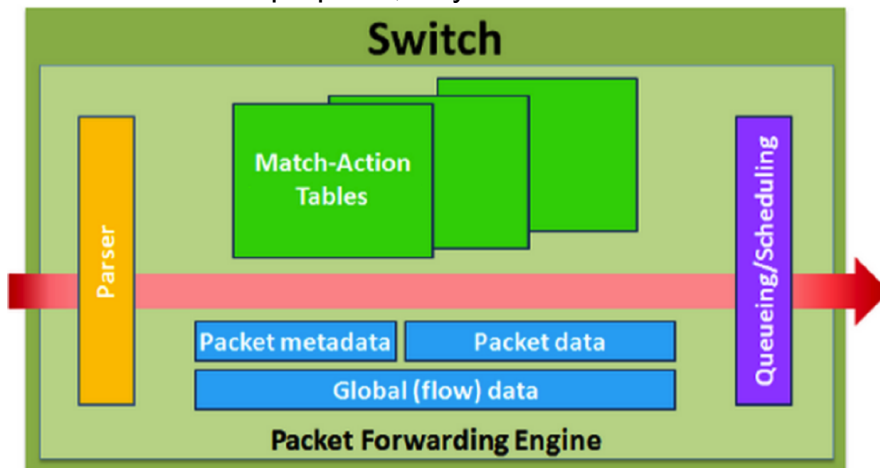 Switch
Parser
Match-Action
Tables
Packet metadata
Packet data
Global (flow) data
Packet Forwarding Engine
Queueing/Scheduling